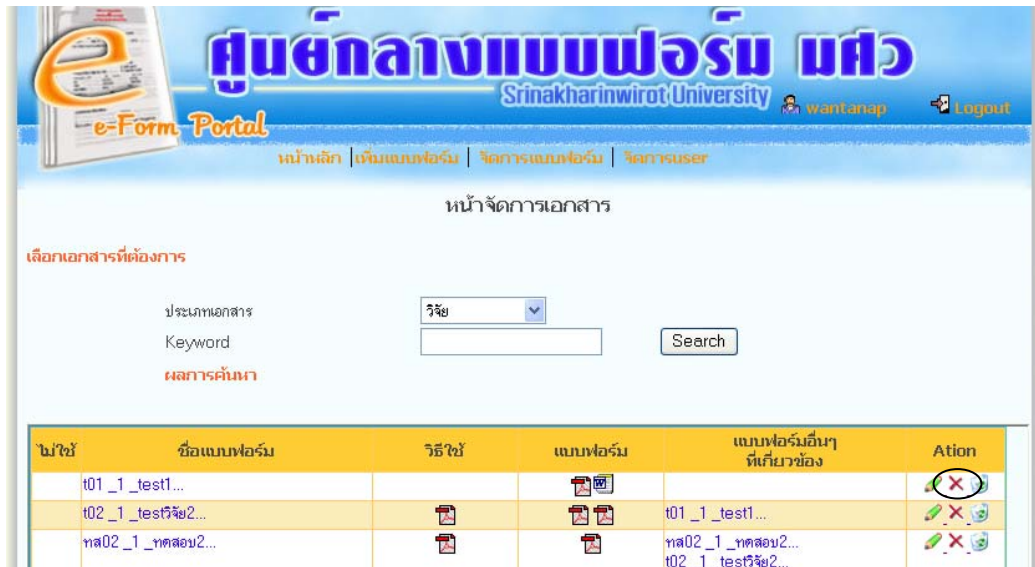 ศูนย์กลางแบบฟอร์ม มศว
Srinakharinwirot University
e-Form Portal
wantanap
Logout
หน้าหลัก |เพิ่มแบบฟอร์ม | จัดการแบบฟอร์ม | จัดการuser
หน้าจัดการเอกสาร
เลือกเอกสารที่ต้องการ
ประเภทเอกสาร วิจัย
Keyword Search
ผลการค้นหา
ไม่ใช้ ชื่อแบบฟอร์ม วิธีใช้ แบบฟอร์ม แบบฟอร์มอื่นๆ ที่เกี่ยวข้อง Ation
t01 _1 _test1...
t02 _1 _testวิจัย2... t01 _1 _test1...
ทส02 _1 _ทดสอบ2... ทส02 _1 _ทดสอบ2...
t02 _1 _testวิจัย2...